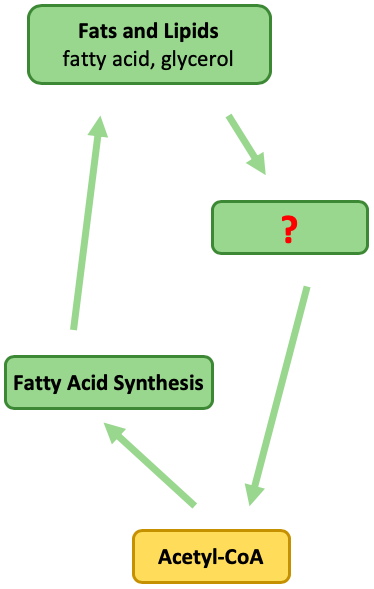 Fats and Lipids
fatty acid, glycerol
?
Fatty Acid Synthesis
Acetyl-CoA